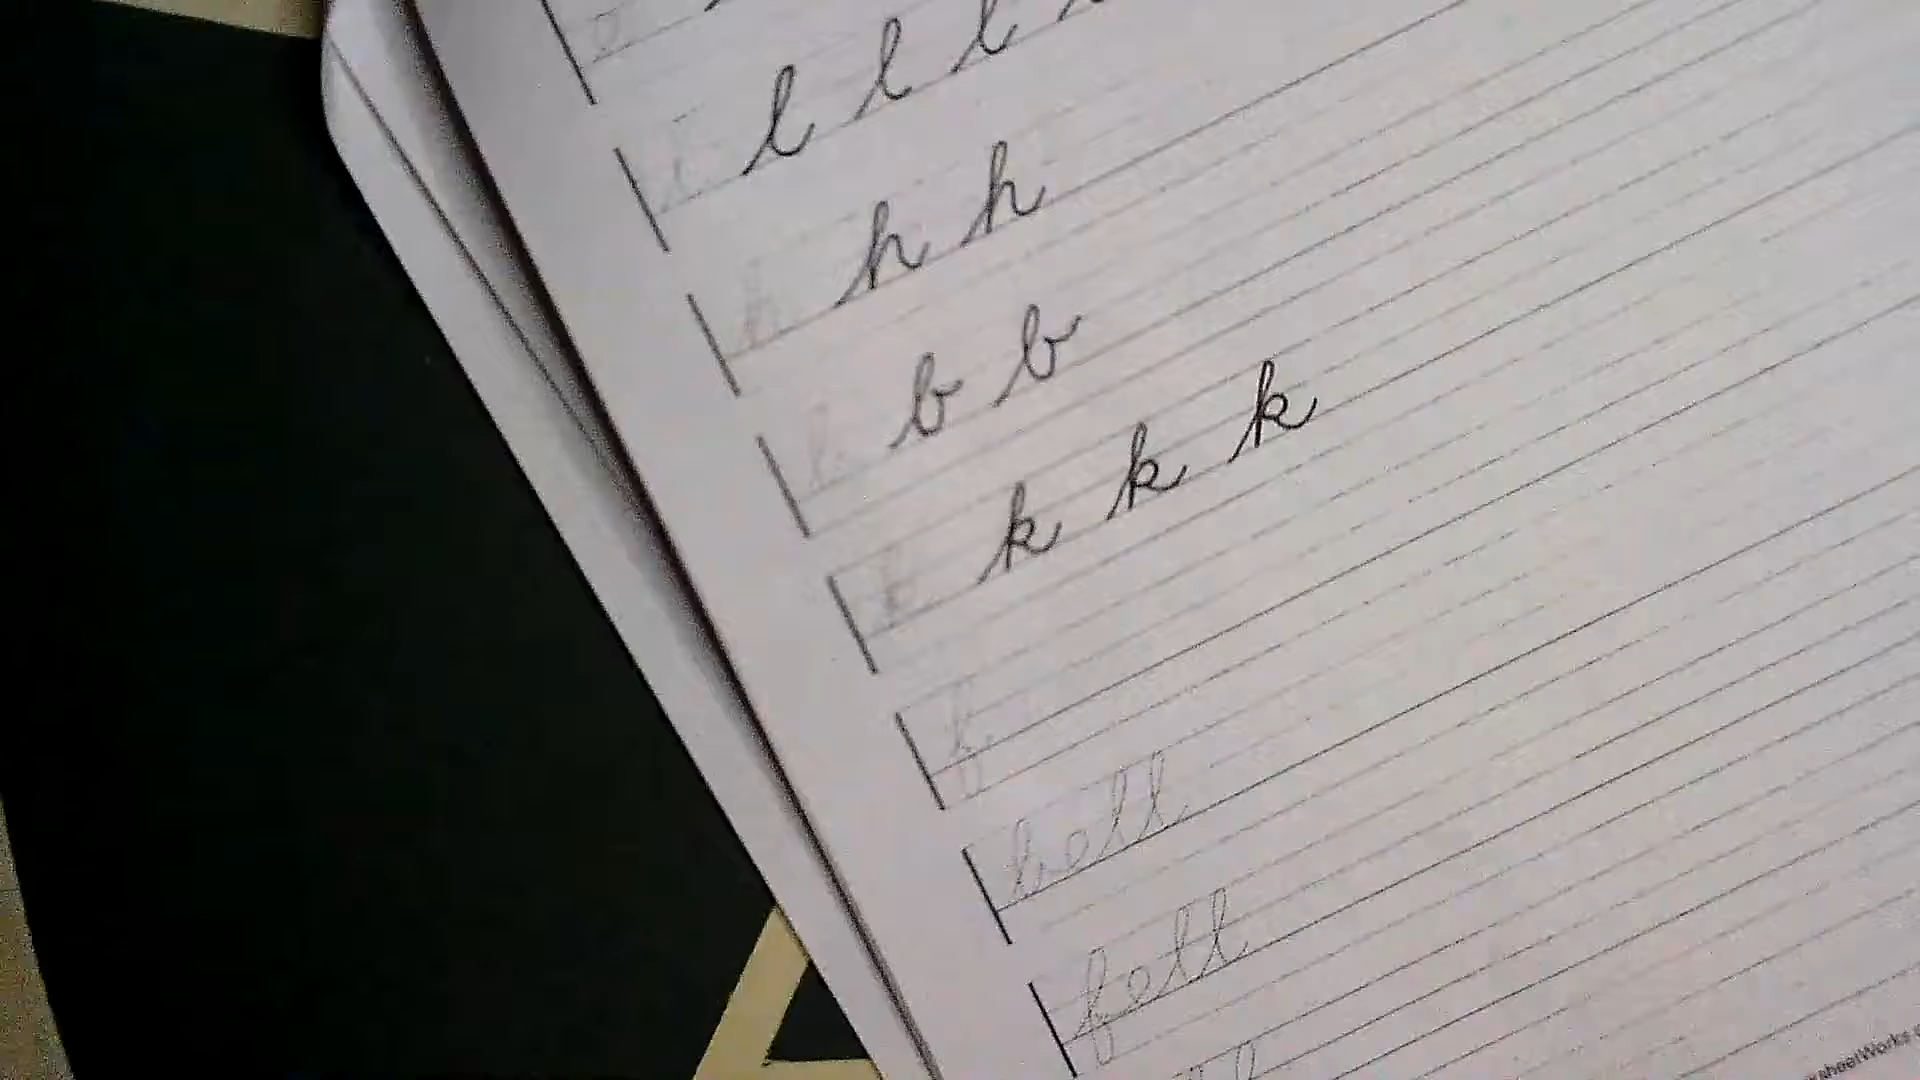 l l l l
h h h
b b b
k k k k
f
bell
fell